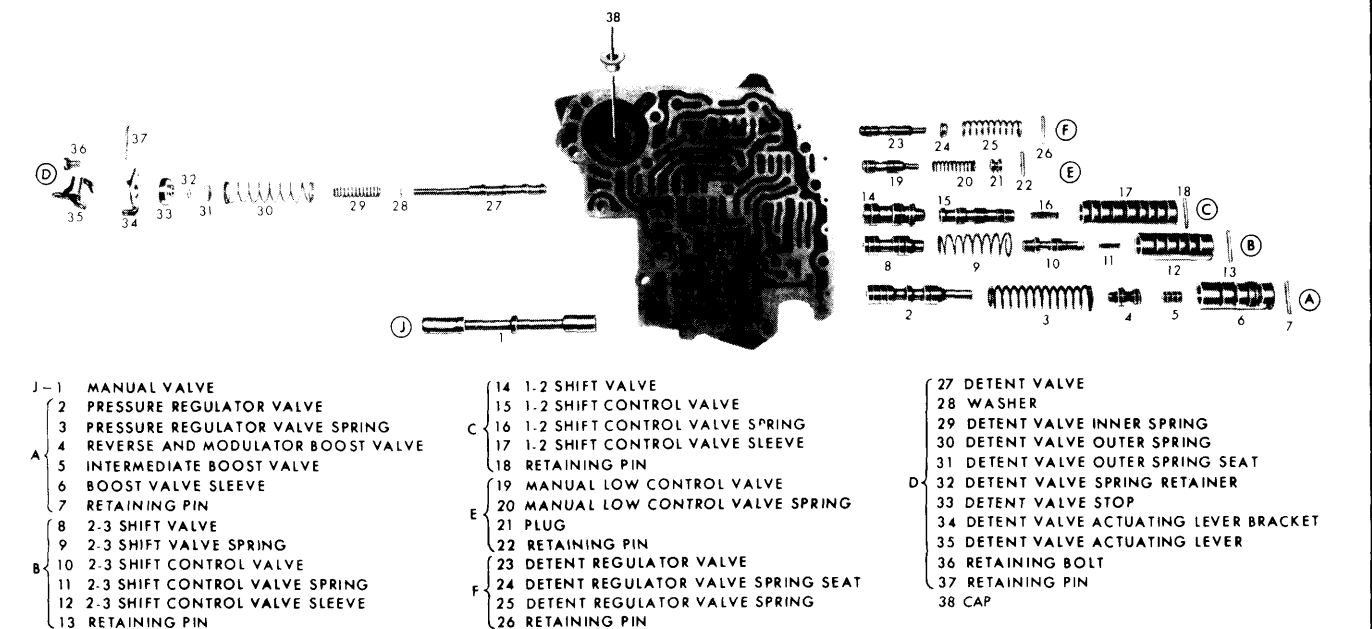 38
37
36
D
35
34
33
32
31
30
29
28
27
23
24
25
26
F
19
20
21
22
E
14
15
16
17
18
C
8
9
10
11
12
13
B
2
3
4
5
6
7
A
J
1
J-1 MANUAL VALVE
A
2 PRESSURE REGULATOR VALVE
3 PRESSURE REGULATOR VALVE SPRING
4 REVERSE AND MODULATOR BOOST VALVE
5 INTERMEDIATE BOOST VALVE
6 BOOST VALVE SLEEVE
7 RETAINING PIN
B
8 2-3 SHIFT VALVE
9 2-3 SHIFT VALVE SPRING
10 2-3 SHIFT CONTROL VALVE
11 2-3 SHIFT CONTROL VALVE SPRING
12 2-3 SHIFT CONTROL VALVE SLEEVE
13 RETAINING PIN
C
14 1-2 SHIFT VALVE
15 1-2 SHIFT CONTROL VALVE
16 1-2 SHIFT CONTROL VALVE SPRING
17 1-2 SHIFT CONTROL VALVE SLEEVE
18 RETAINING PIN
E
19 MANUAL LOW CONTROL VALVE
20 MANUAL LOW CONTROL VALVE SPRING
21 PLUG
22 RETAINING PIN
F
23 DETENT REGULATOR VALVE
24 DETENT REGULATOR VALVE SPRING SEAT
25 DETENT REGULATOR VALVE SPRING
26 RETAINING PIN
D
27 DETENT VALVE
28 WASHER
29 DETENT VALVE INNER SPRING
30 DETENT VALVE OUTER SPRING
31 DETENT VALVE OUTER SPRING SEAT
32 DETENT VALVE SPRING RETAINER
33 DETENT VALVE STOP
34 DETENT VALVE ACTUATING LEVER BRACKET
35 DETENT VALVE ACTUATING LEVER
36 RETAINING BOLT
37 RETAINING PIN
38 CAP